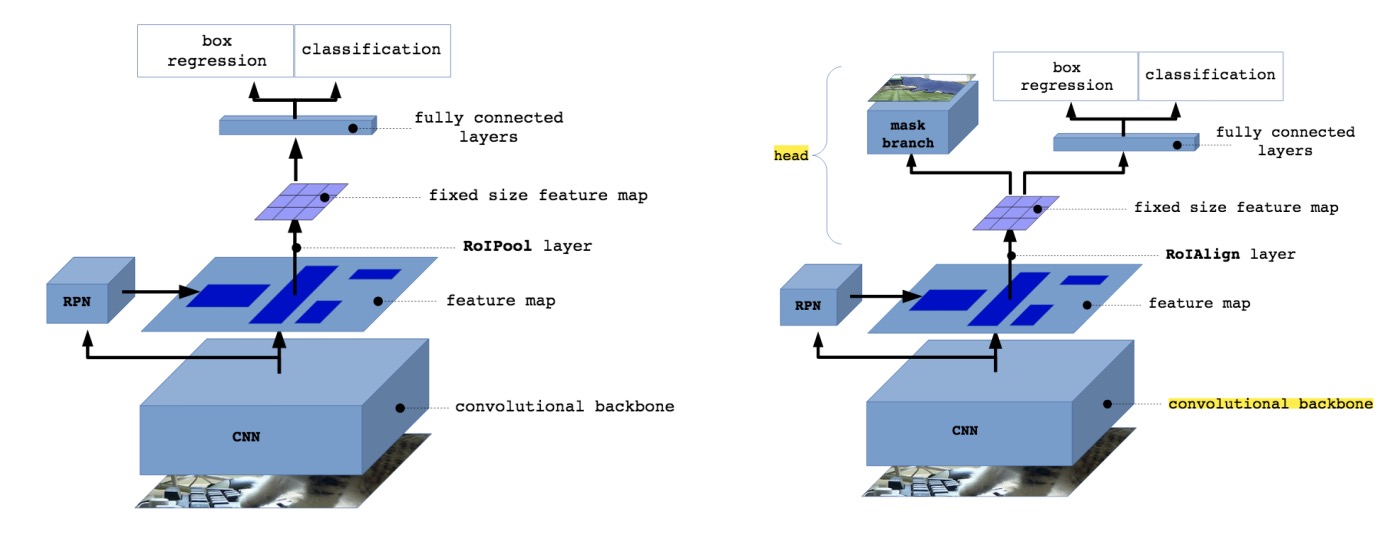 box
regression
classification
fully connected
layers
fixed size feature map
RoIPool layer
RPN
feature map
convolutional backbone
CNN
head
mask
branch
box
regression
classification
fully connected
layers
fixed size feature map
RoIAlign layer
RPN
feature map
convolutional backbone
CNN